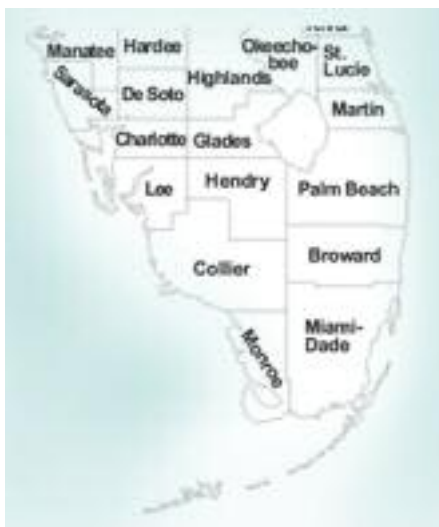 Manatee
Hardee
Okeecho-
bee
St.
Lucie
Sarasota
De Soto
Highlands
Martin
Charlotte
Glades
Lee
Hendry
Palm Beach
Collier
Broward
Monroe
Miami-
Dade